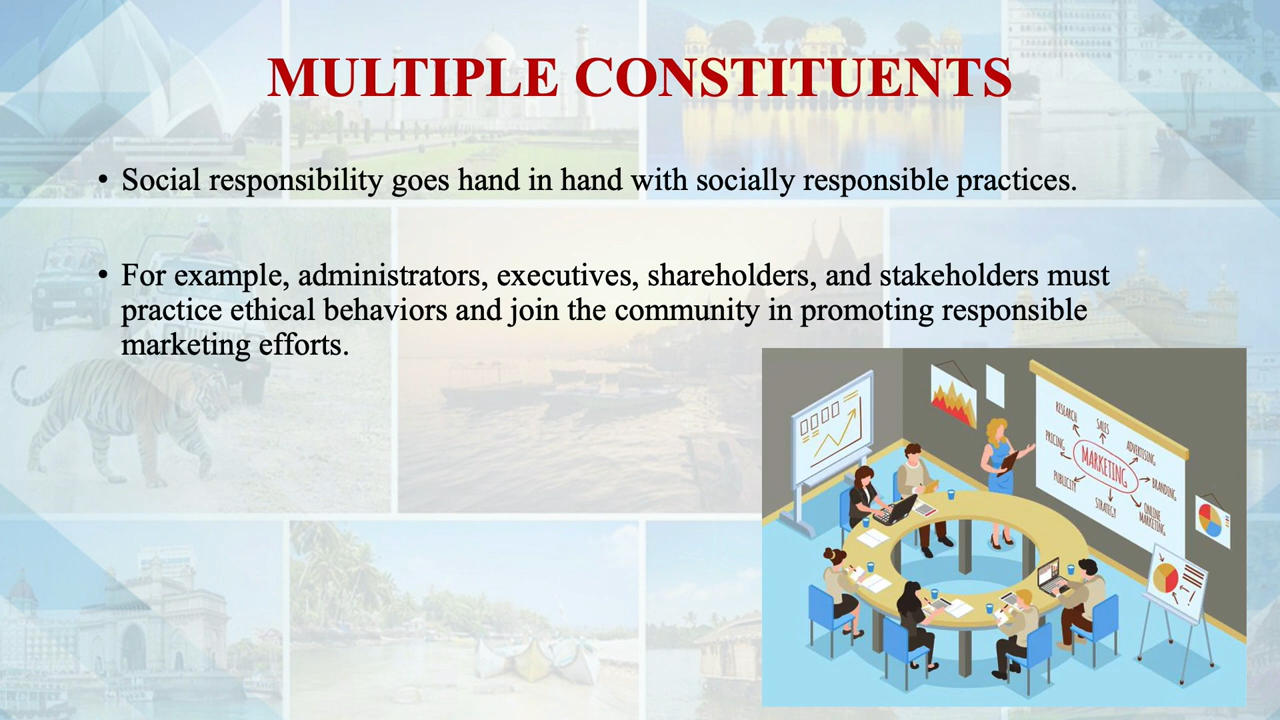 MULTIPLE CONSTITUENTS
• Social responsibility goes hand in hand with socially responsible practices.
• For example, administrators, executives, shareholders, and stakeholders must
practice ethical behaviors and join the community in promoting responsible
marketing efforts.
RESEARCH
SALES
ADVERTISING
PRICING
MARKETING
BRANDING
PUBLICITY
STRATEGY
ONLINE
MARKETING